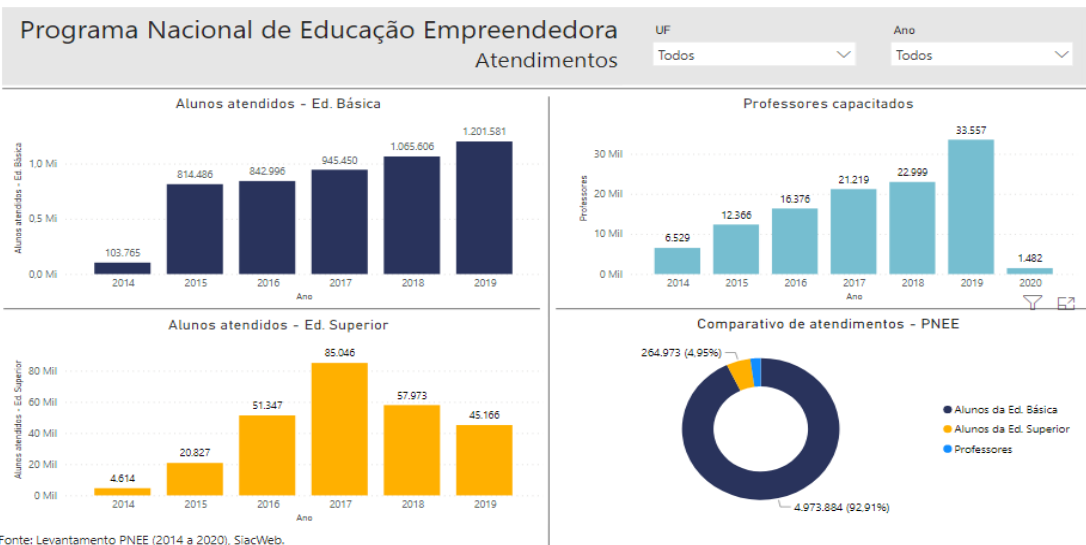 Programa Nacional de Educação Empreendedora
Atendimentos
UF
Todos
Ano
Todos
Alunos atendidos - Ed. Básica
Alunos atendidos - Ed. Básica
1,0 Mi
0,5 Mi
0,0 Mi
103.765
814.486
842.996
945.450
1.065.606
1.201.581
2014 2015 2016 2017 2018 2019
Ano
Professores capacitados
Professores
30 Mil
20 Mil
10 Mil
0 Mil
6.529
12.366
16.376
21.219
22.999
33.557
1.482
2014 2015 2016 2017 2018 2019 2020
Ano
Alunos atendidos - Ed. Superior
Alunos atendidos - Ed. Superior
80 Mil
60 Mil
40 Mil
20 Mil
0 Mil
4.614
20.827
51.347
85.046
57.973
45.166
2014 2015 2016 2017 2018 2019
Ano
Comparativo de atendimentos - PNEE
264.973 (4.95%)
4.973.884 (92.91%)
Alunos da Ed. Básica
Alunos da Ed. Superior
Professores
Fonte: Levantamento PNEE (2014 a 2020), SiacWeb.